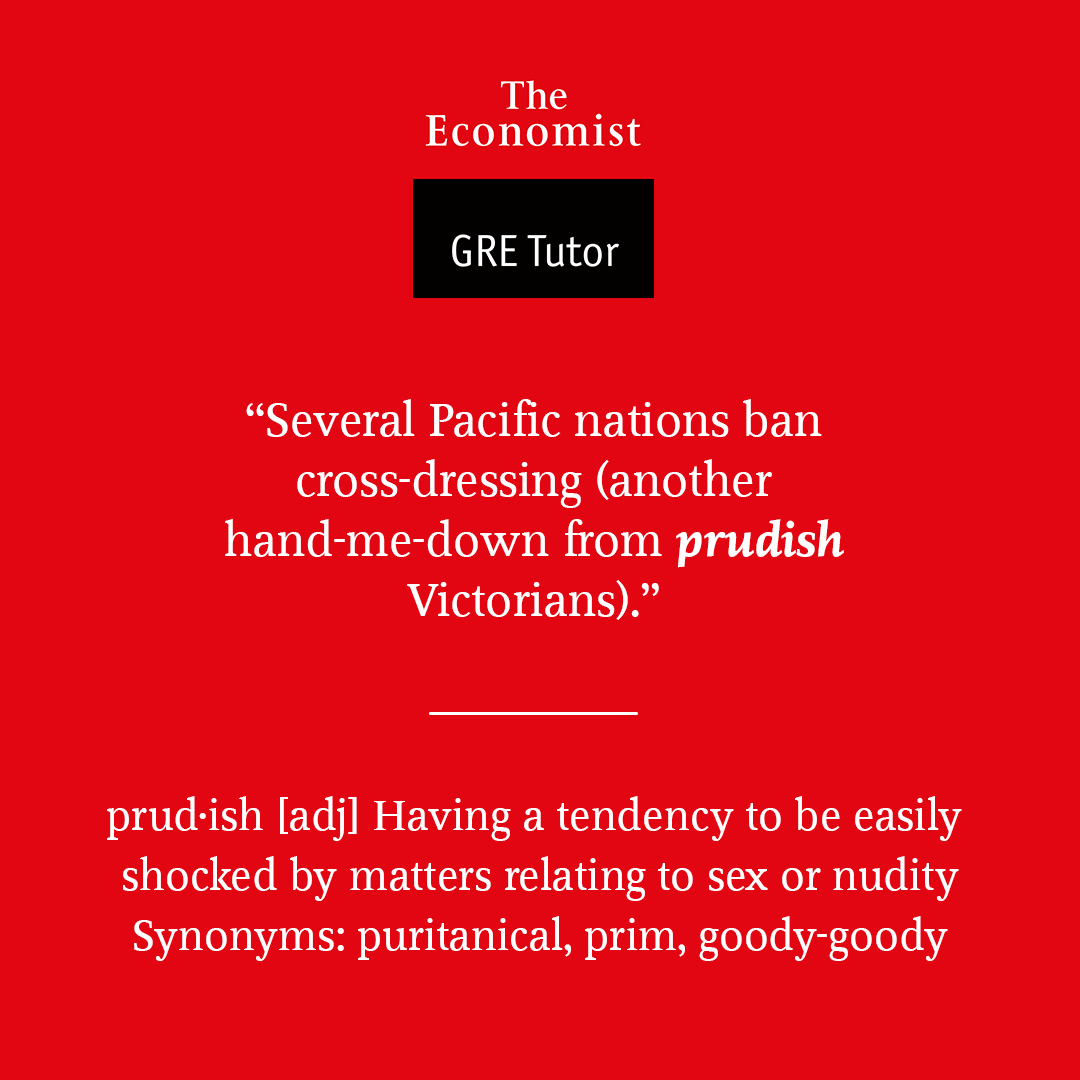 The
Economist
GRE Tutor
“Several Pacific nations ban
cross-dressing (another
hand-me-down from prudish
Victorians).”
prud·ish [adj] Having a tendency to be easily
shocked by matters relating to sex or nudity
Synonyms: puritanical, prim, goody-goody